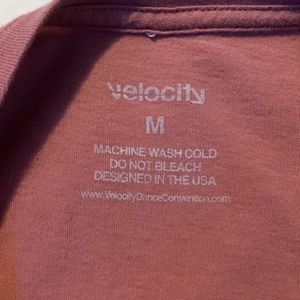 velocity
M
MACHINE WASH COLD
DO NOT BLEACH
DESIGNED IN THE USA
www.VelocityDanceConvention.com